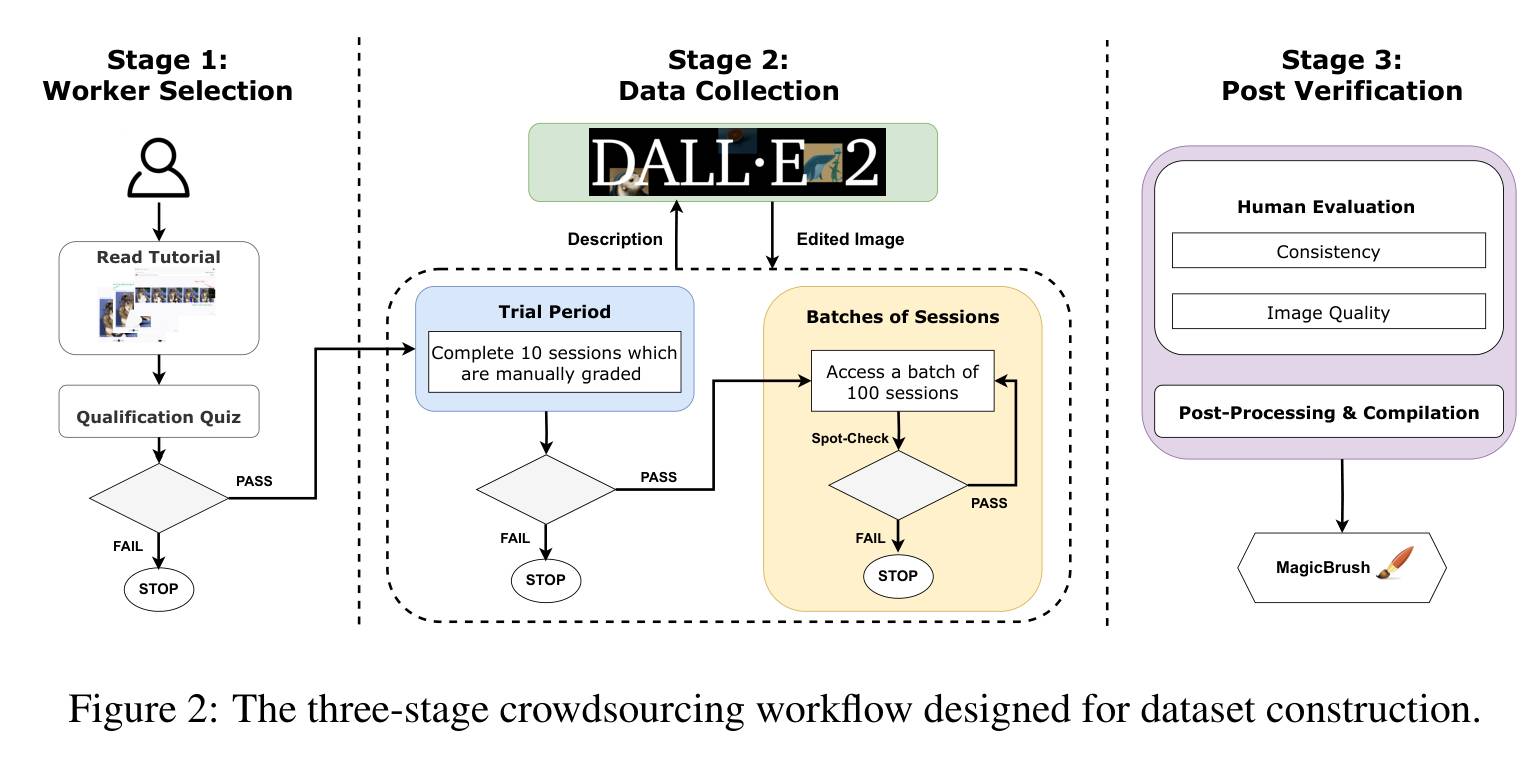 Stage 1:
Worker Selection
Read Tutorial
Qualification Quiz
PASS
FAIL
STOP
Stage 2:
Data Collection
DALL·E 2
Description
Edited Image
Trial Period
Complete 10 sessions which
are manually graded
PASS
FAIL
STOP
Batches of Sessions
Access a batch of
100 sessions
Spot-Check
PASS
FAIL
STOP
Stage 3:
Post Verification
Human Evaluation
Consistency
Image Quality
Post-Processing & Compilation
MagicBrush
Figure 2: The three-stage crowdsourcing workflow designed for dataset construction.